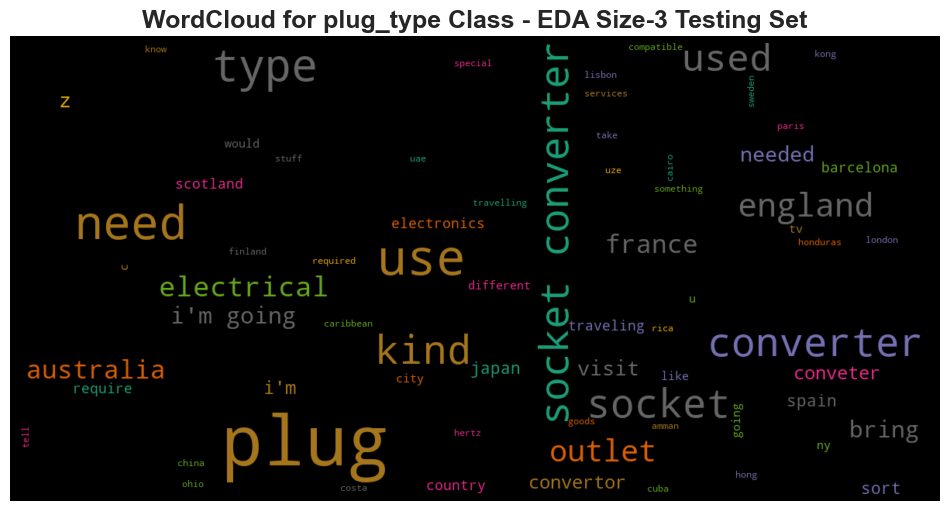 WordCloud for plug_type Class - EDA Size-3 Testing Set
know
type
special
compatible
used
kong
lisbon
z
services
sweden
paris
would
stuff
uae
take
needed
cairo
uze
barcelona
scotland
something
travelling
socket converter
need
electronics
england
tv
honduras
london
france
use
finland
required
c
electrical
different
u
i'm going
caribbean
traveling
rica
converter
kind
australia
japan
visit
like
conveter
require
i'm
city
socket
spain
going
bring
plug
goods
amman
tell
hertz
outlet
ny
china
ohio
costa
country
convertor
cuba
hong
sort